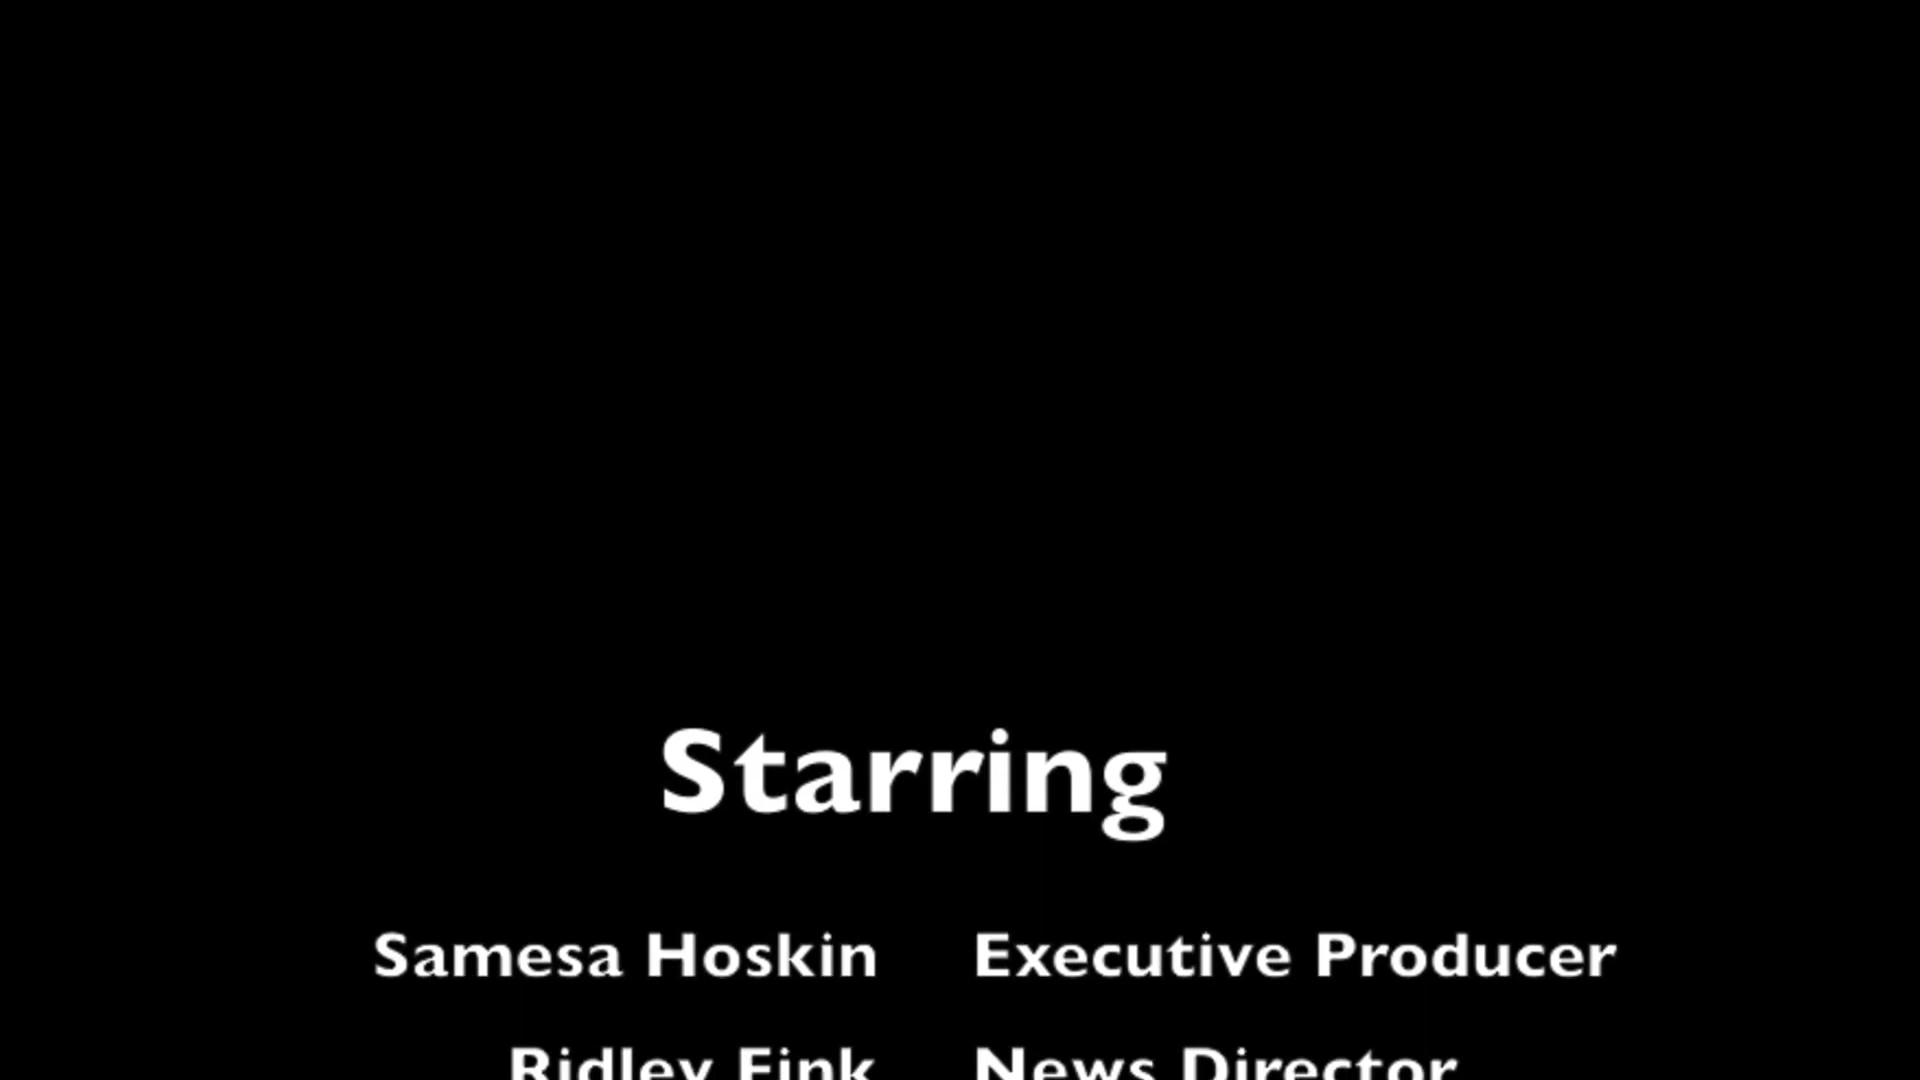 Starring
Samesa Hoskin Executive Producer
Ridley Fink News Director